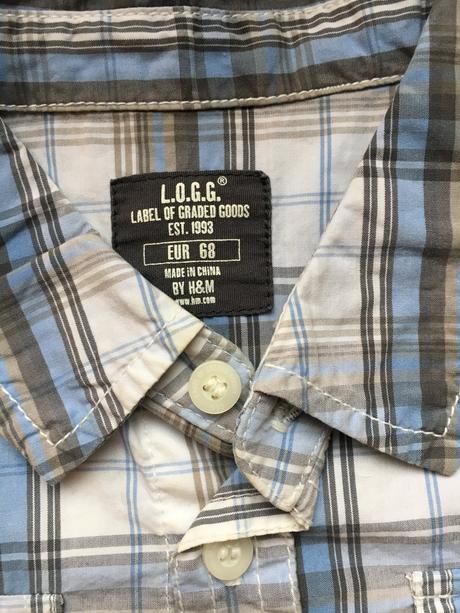 L.O.G.G.®
LABEL OF GRADED GOODS
EST. 1993
EUR 68
MADE IN CHINA
BY H&M
www.hm.com